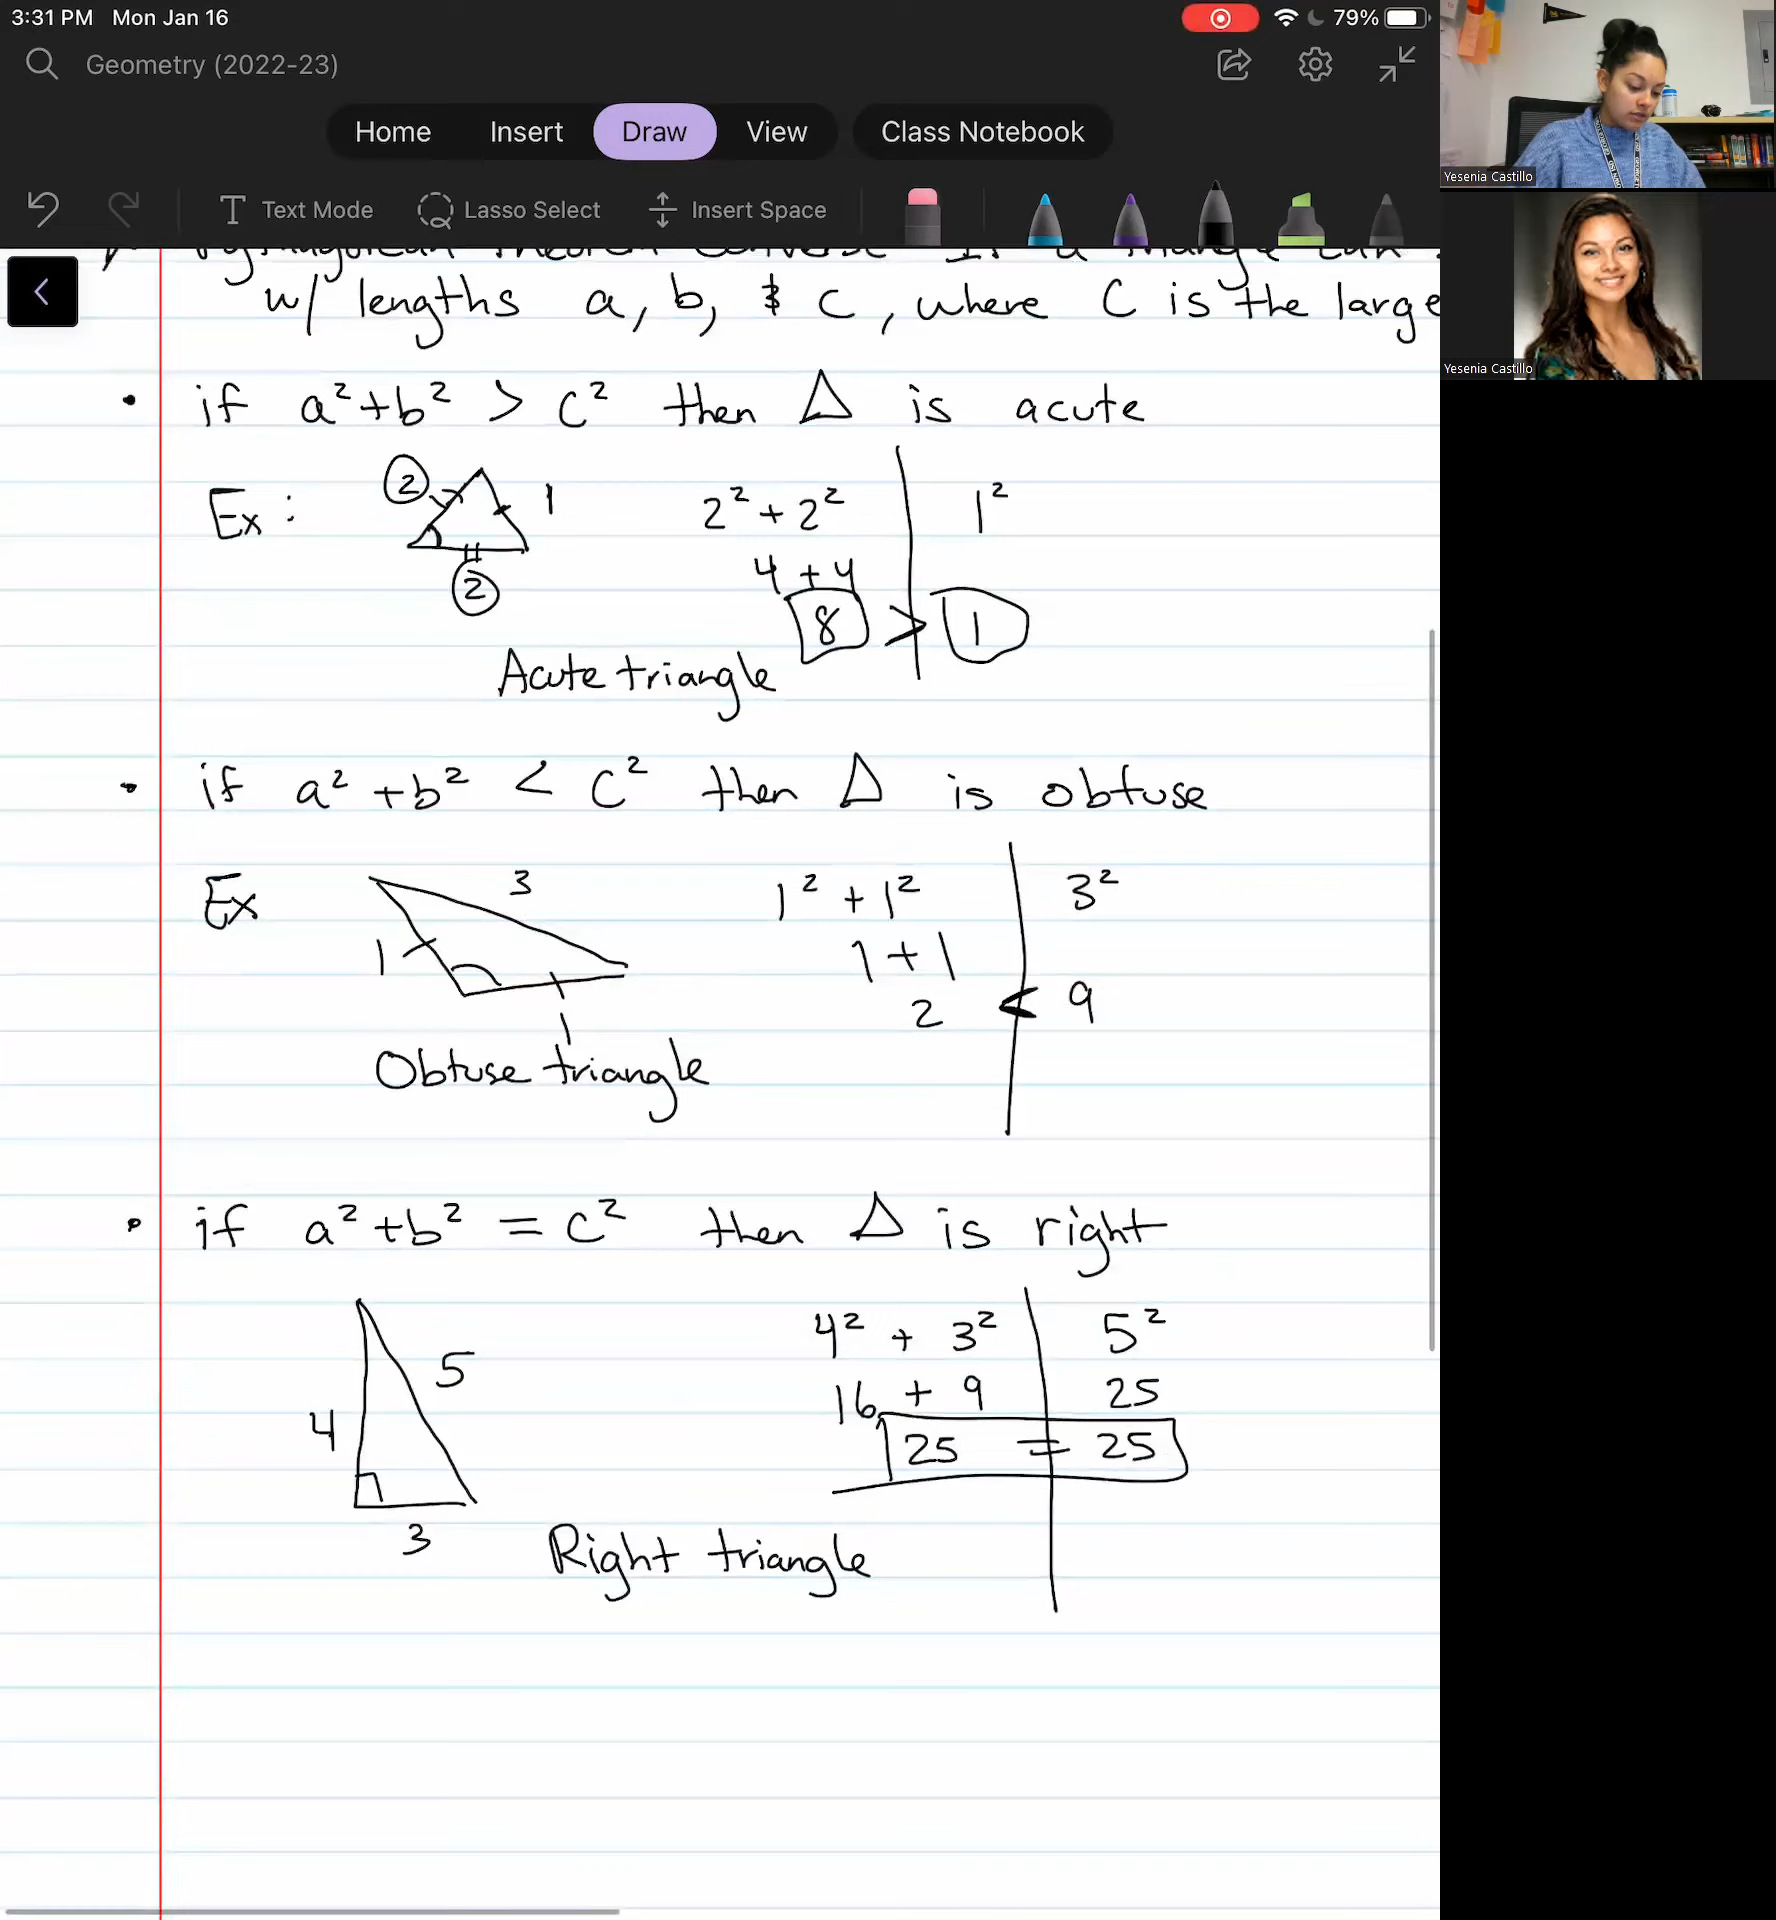 3:31 PM Mon Jan 16
79%
Geometry (2022-23)
Home Insert Draw View Class Notebook
Text Mode Lasso Select Insert Space
Yesenia Castillo
Yesenia Castillo
w/ lengths a, b, & c, where C is the large
• if a² + b² > c² then △ is acute
Ex: 2 1 2
2² + 2² | 1²
4 + 4
8 > 1
Acute triangle
• if a² + b² < c² then △ is obtuse
Ex 3 1 1
1² + 1² | 3²
1 + 1
2 < 9
Obtuse triangle
• if a² + b² = c² then △ is right
4 5 3
4² + 3² | 5²
16 + 9 | 25
25 = 25
Right triangle